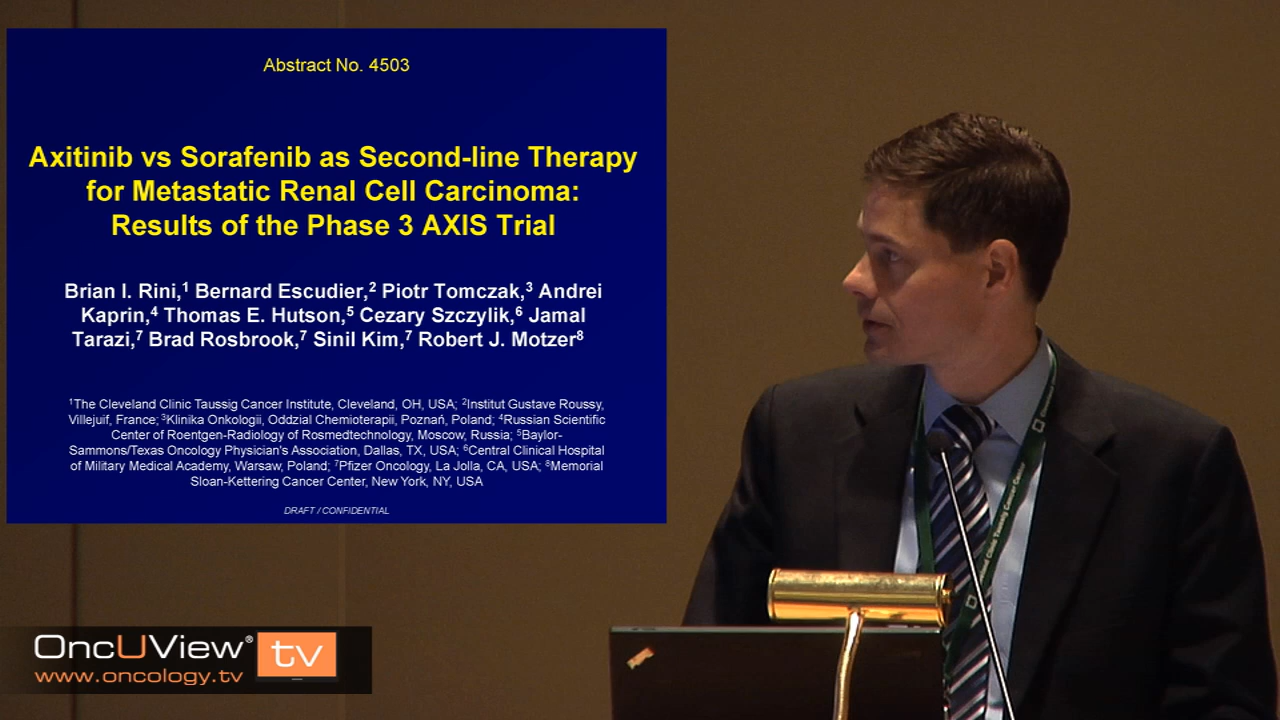 Abstract No. 4503
Axitinib vs Sorafenib as Second-line Therapy
for Metastatic Renal Cell Carcinoma:
Results of the Phase 3 AXIS Trial
Brian I. Rini,¹ Bernard Escudier,² Piotr Tomczak,³ Andrei
Kaprin,⁴ Thomas E. Hutson,⁵ Cezary Szczylik,⁶ Jamal
Tarazi,⁷ Brad Rosbrook,⁷ Sinil Kim,⁷ Robert J. Motzer⁸
¹The Cleveland Clinic Taussig Cancer Institute, Cleveland, OH, USA; ²Institut Gustave Roussy,
Villejuif, France; ³Klinika Onkologii, Oddzial Chemioterapii, Poznań, Poland; ⁴Russian Scientific
Center of Roentgen-Radiology of Rosmedtechnology, Moscow, Russia; ⁵Baylor-
Sammons/Texas Oncology Physician's Association, Dallas, TX, USA; ⁶Central Clinical Hospital
of Military Medical Academy, Warsaw, Poland; ⁷Pfizer Oncology, La Jolla, CA, USA; ⁸Memorial
Sloan-Kettering Cancer Center, New York, NY, USA
DRAFT / CONFIDENTIAL
Clinic Taussig Cancer Center
OncUView® tv
www.oncology.tv